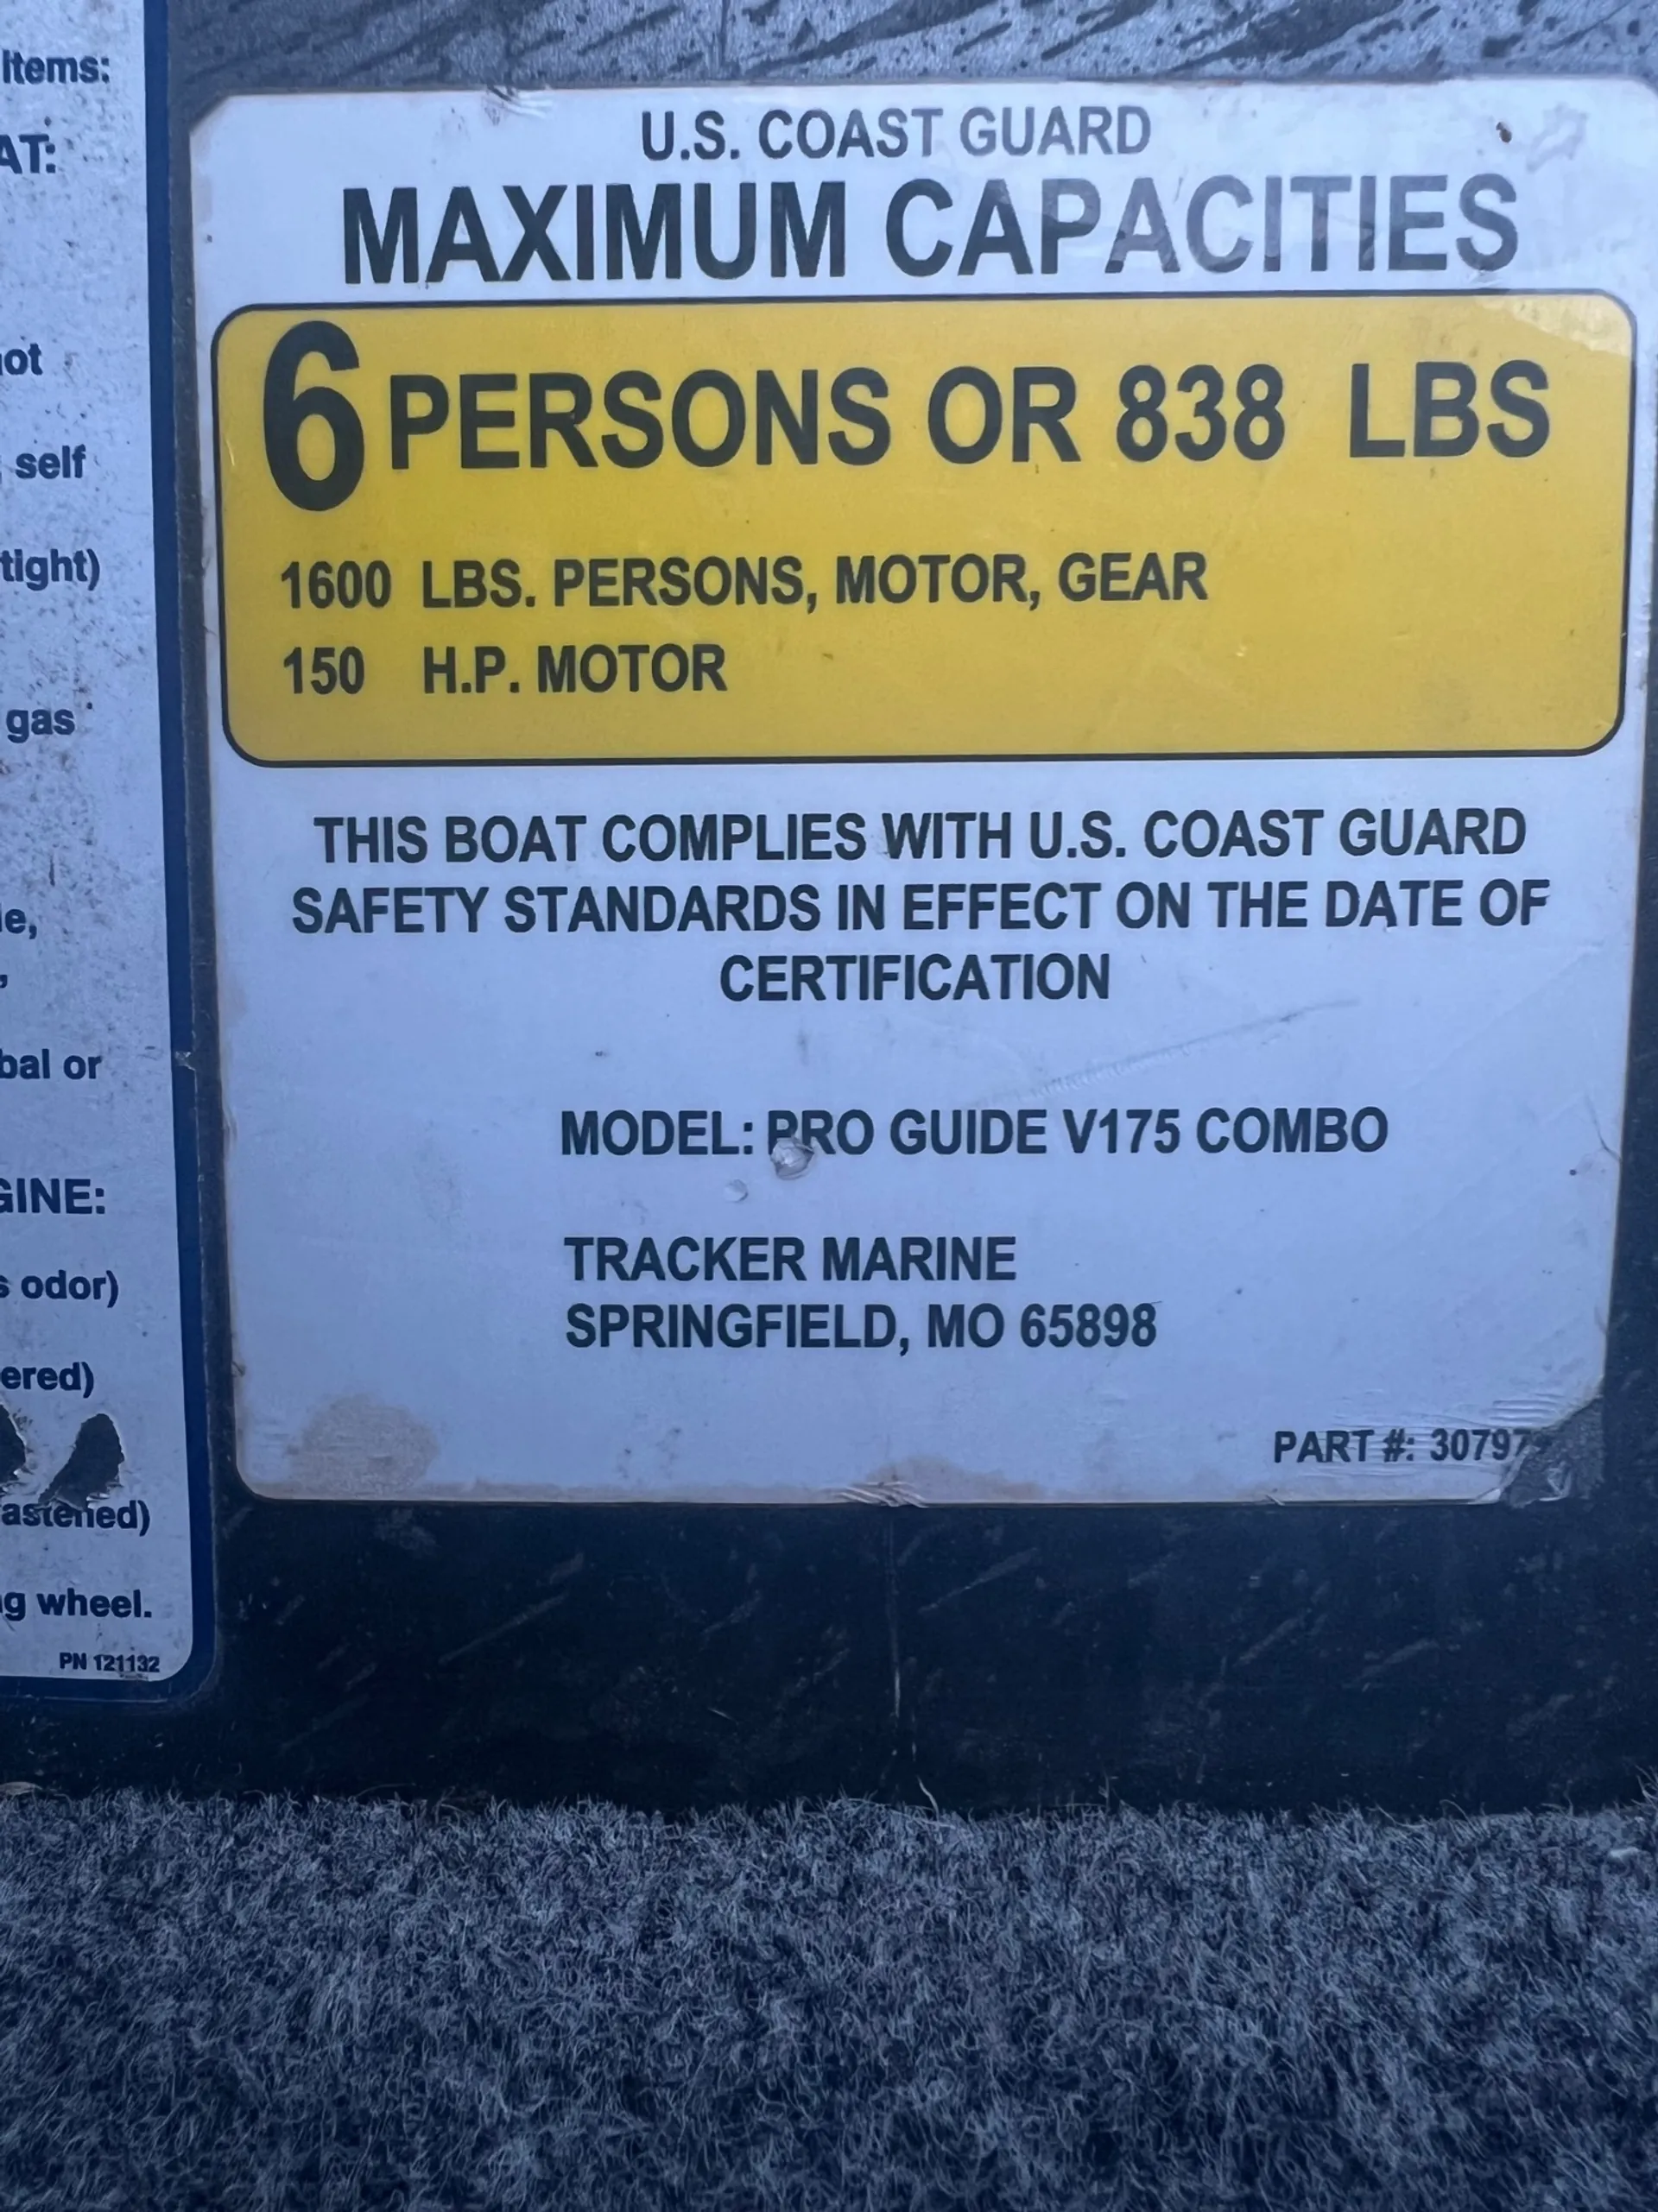 Items:
AT:
ot
self
tight)
gas
le,
bal or
GINE:
s odor)
ered)
astened)
g wheel.
PN 121132
U.S. COAST GUARD
MAXIMUM CAPACITIES
6 PERSONS OR 838 LBS
1600 LBS. PERSONS, MOTOR, GEAR
150 H.P. MOTOR
THIS BOAT COMPLIES WITH U.S. COAST GUARD
SAFETY STANDARDS IN EFFECT ON THE DATE OF
CERTIFICATION
MODEL: PRO GUIDE V175 COMBO
TRACKER MARINE
SPRINGFIELD, MO 65898
PART #: 30797